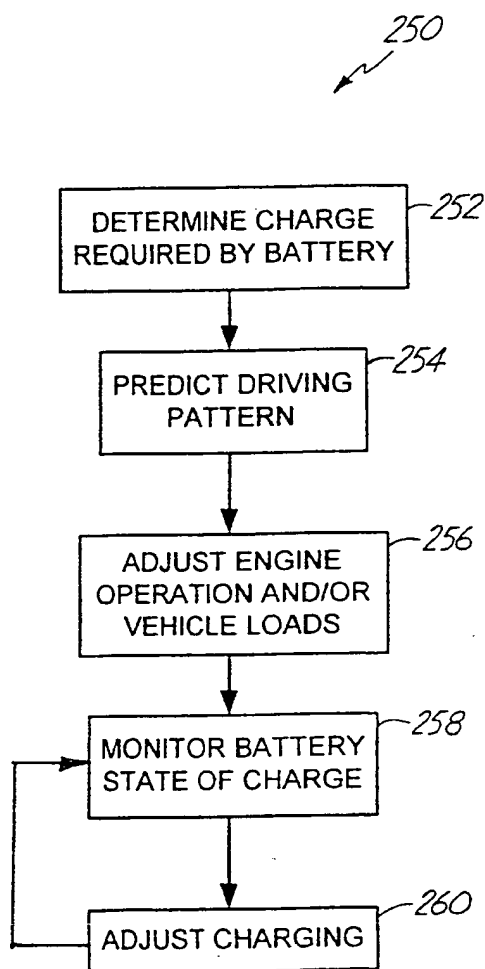 250
DETERMINE CHARGE
REQUIRED BY BATTERY
252
PREDICT DRIVING
PATTERN
254
ADJUST ENGINE
OPERATION AND/OR
VEHICLE LOADS
256
MONITOR BATTERY
STATE OF CHARGE
258
ADJUST CHARGING
260